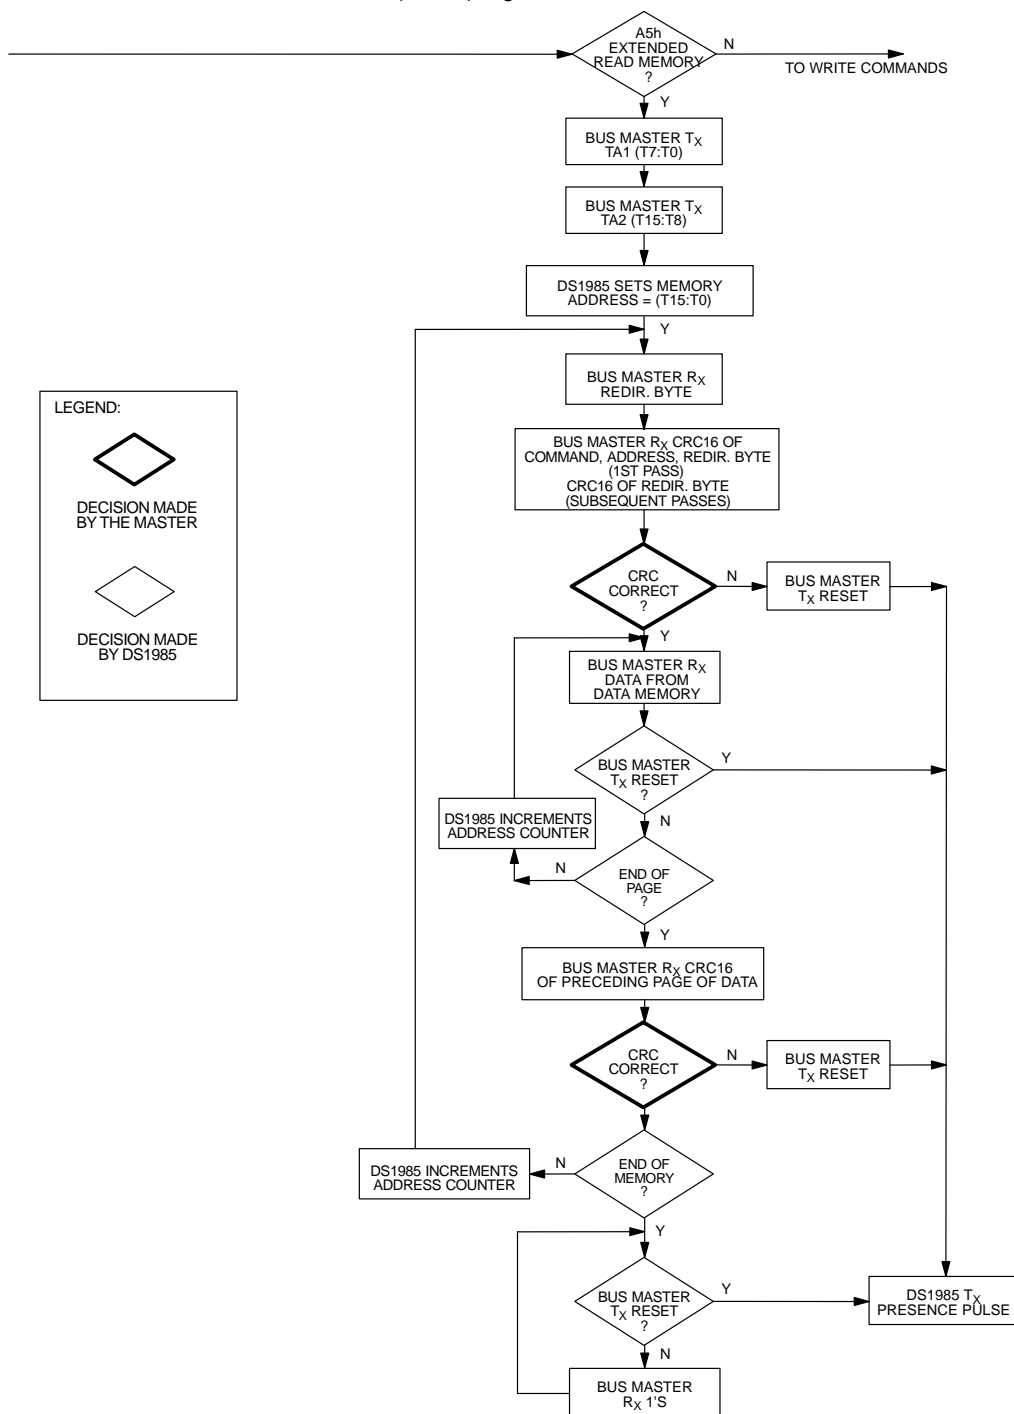 A5h
EXTENDED
READ MEMORY
?
N
TO WRITE COMMANDS
Y
BUS MASTER TX
TA1 (T7:T0)
BUS MASTER TX
TA2 (T15:T8)
DS1985 SETS MEMORY
ADDRESS = (T15:T0)
Y
BUS MASTER RX
REDIR. BYTE
LEGEND:
DECISION MADE
BY THE MASTER
DECISION MADE
BY DS1985
BUS MASTER RX CRC16 OF
COMMAND, ADDRESS, REDIR. BYTE
(1ST PASS)
CRC16 OF REDIR. BYTE
(SUBSEQUENT PASSES)
CRC
CORRECT
?
N
BUS MASTER
TX RESET
Y
BUS MASTER RX
DATA FROM
DATA MEMORY
BUS MASTER
TX RESET
?
Y
N
DS1985 INCREMENTS
ADDRESS COUNTER
END OF
PAGE
?
N
Y
BUS MASTER RX CRC16
OF PRECEDING PAGE OF DATA
CRC
CORRECT
?
N
BUS MASTER
TX RESET
END OF
MEMORY
?
N
DS1985 INCREMENTS
ADDRESS COUNTER
Y
BUS MASTER
TX RESET
?
Y
DS1985 TX
PRESENCE PULSE
N
BUS MASTER
RX 1'S